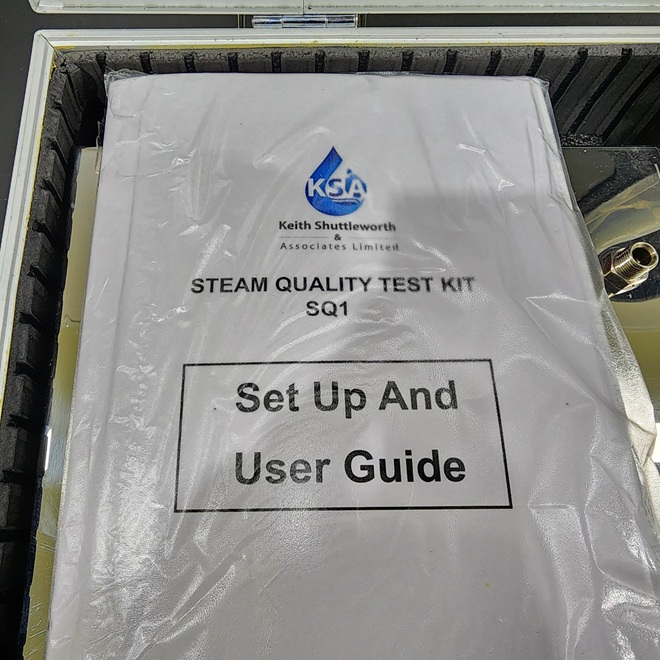 KSA
Keith Shuttleworth
&
Associates Limited
STEAM QUALITY TEST KIT
SQ1
Set Up And
User Guide